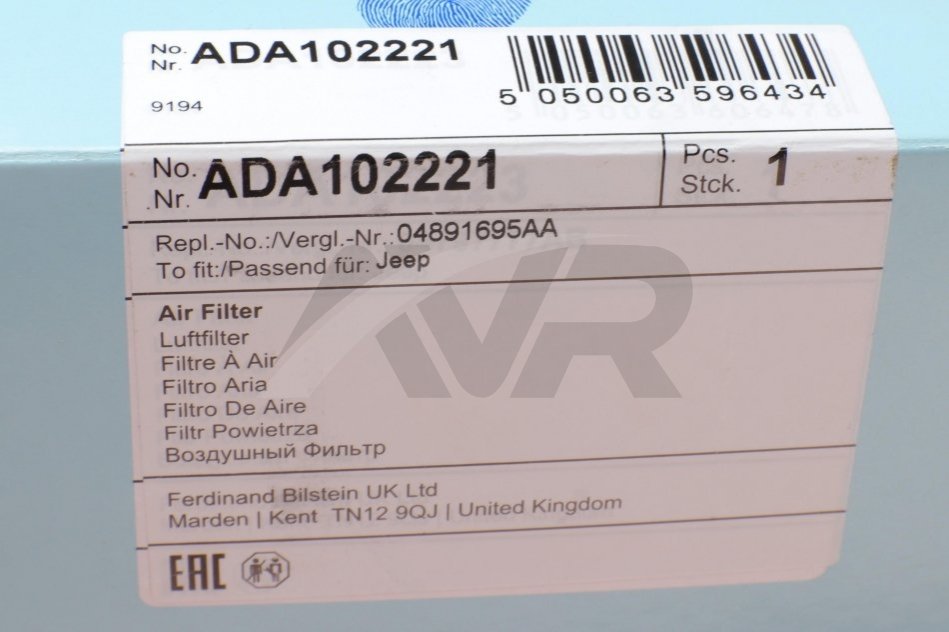 No.
Nr. ADA102221
9194
5 050063 596434
No.
Nr. ADA102221
Pcs.
Stck. 1
Repl.-No.:/Vergl.-Nr.:04891695AA
To fit:/Passend für: Jeep
Air Filter
Luftfilter
Filtre À Air
Filtro Aria
Filtro De Aire
Filtr Powietrza
Воздушный Фильтр
Ferdinand Bilstein UK Ltd
Marden | Kent TN12 9QJ | United Kingdom
EAC